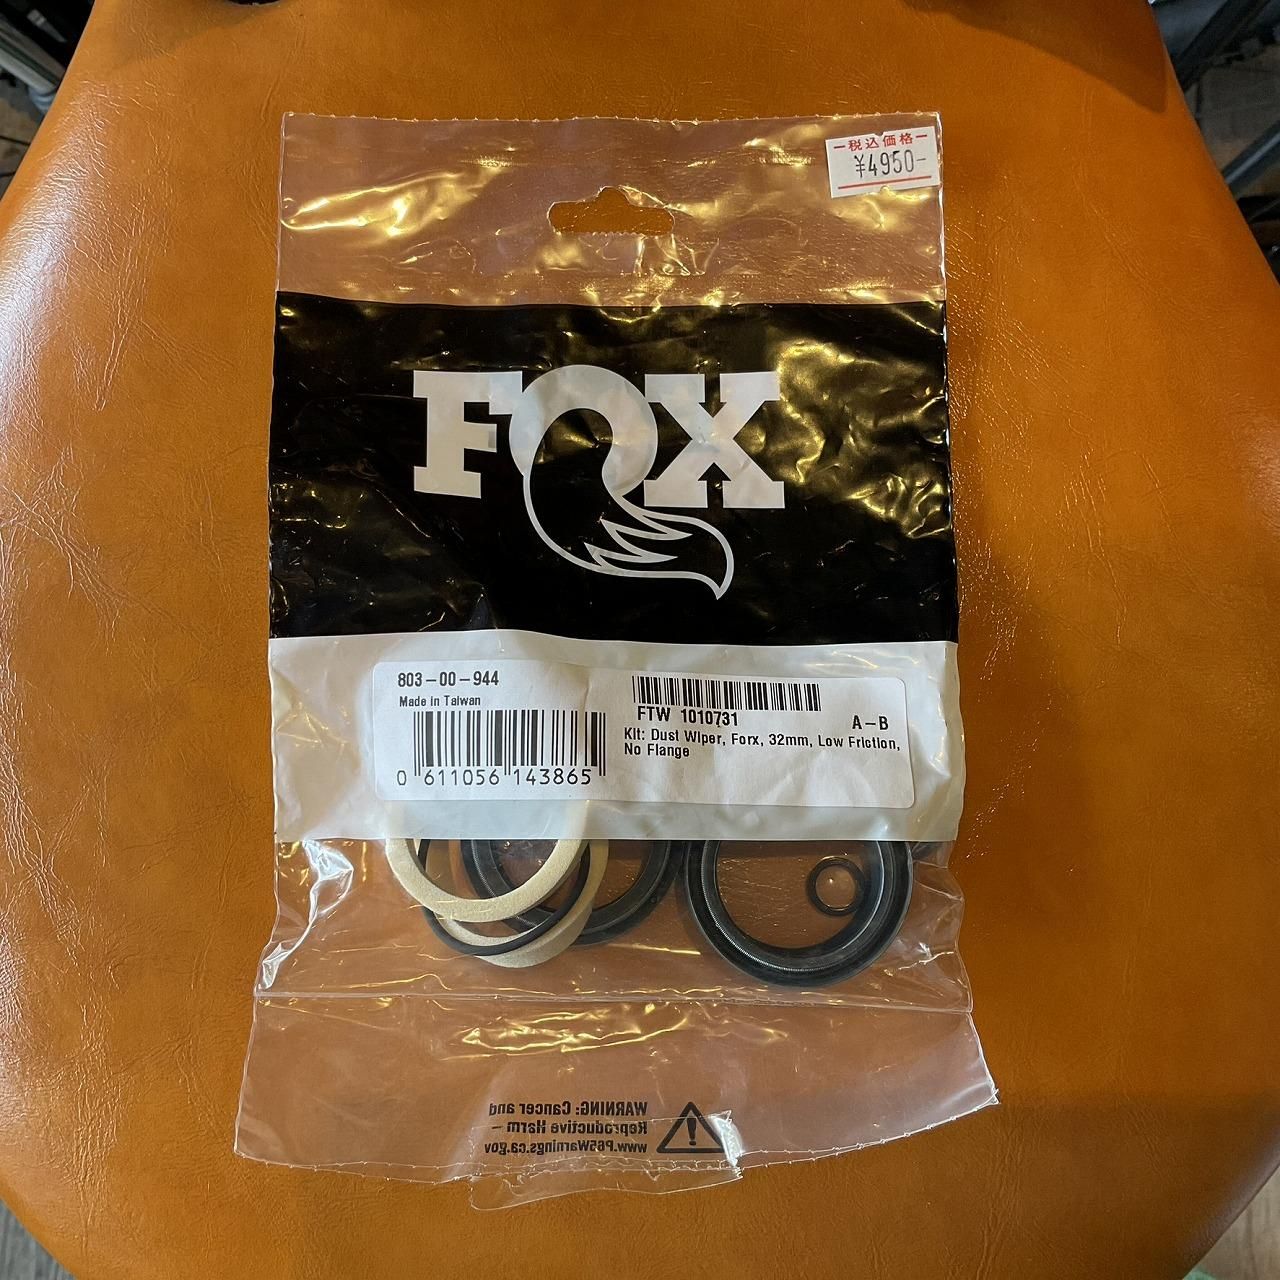 税込価格
¥4950-
FOX
803-00-944
Made in Taiwan
0 611056 143865
FTW 1010731
A-B
Kit: Dust Wiper, Forx, 32mm, Low Friction,
No Flange
WARNING: Cancer and
Reproductive Harm -
www.P65Warnings.ca.gov